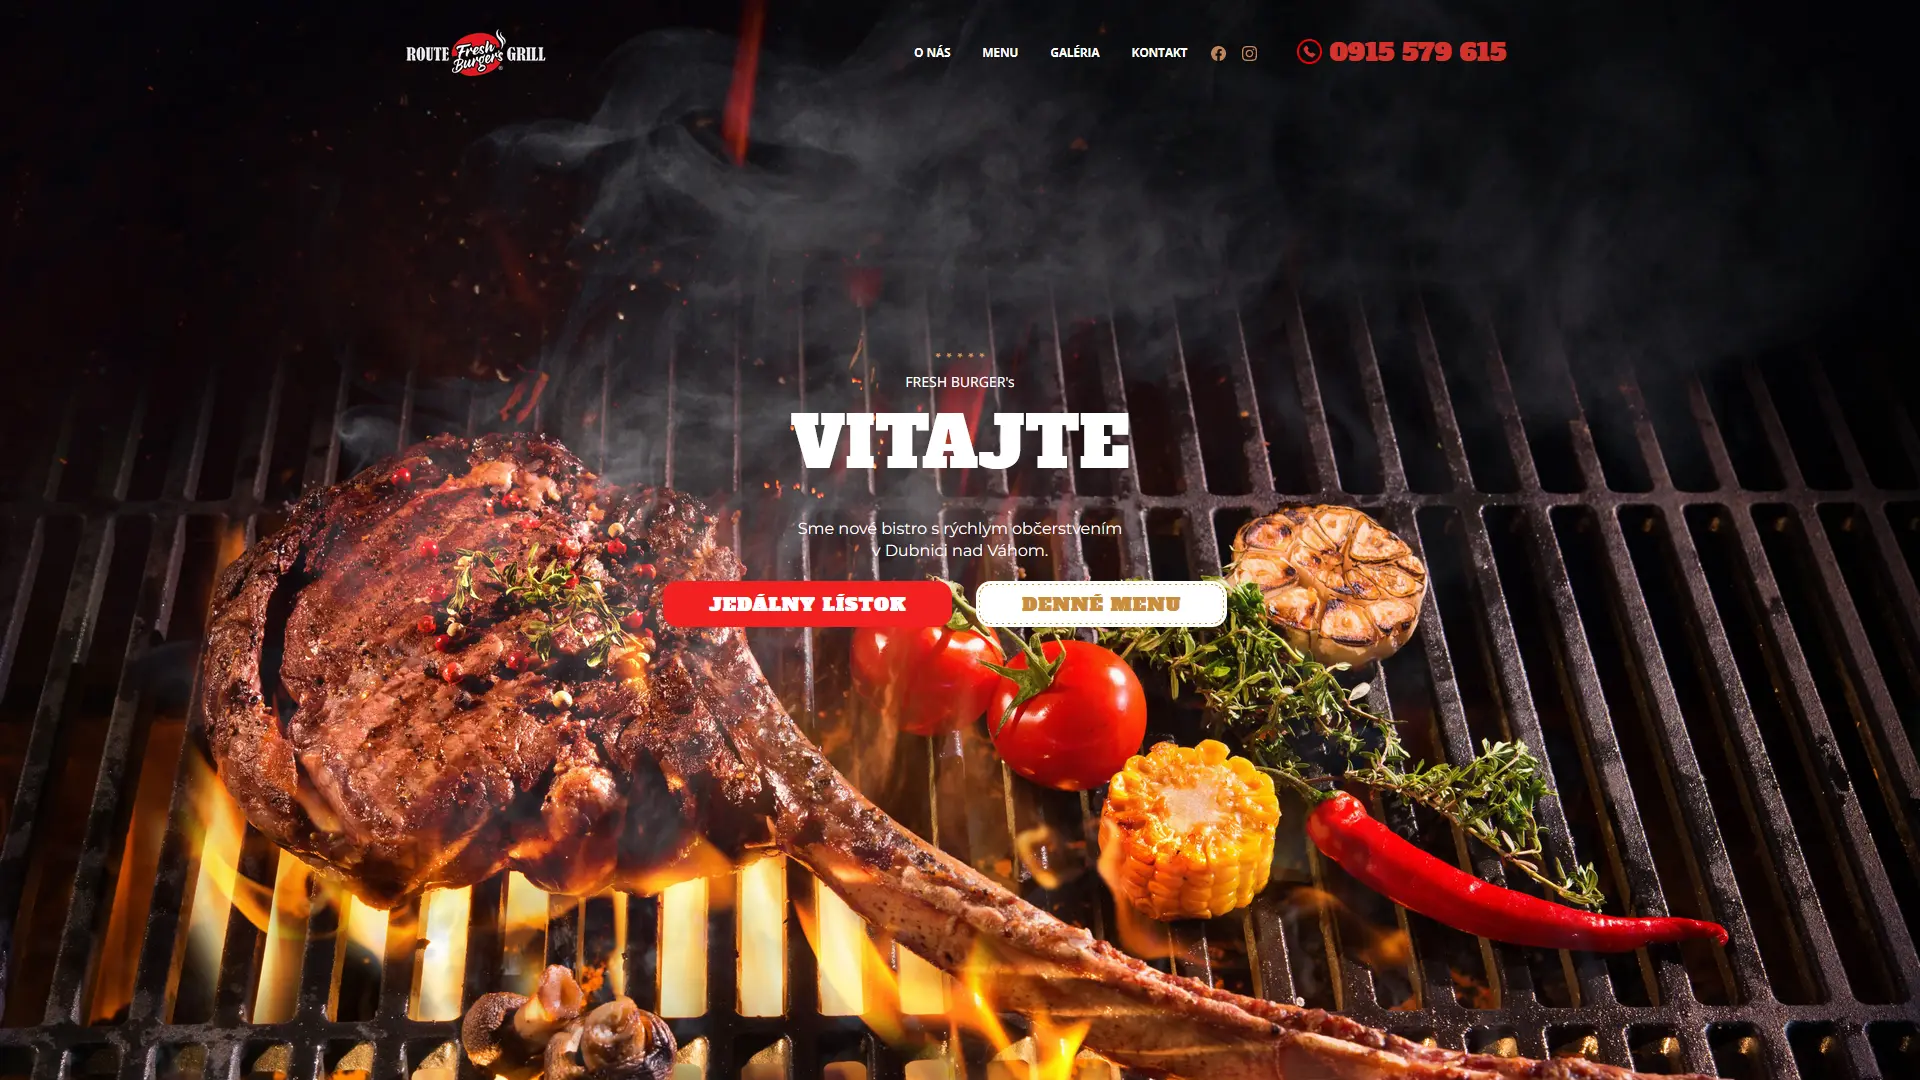 ROUTE Fresh Burger's GRILL
O NÁS
MENU
GALÉRIA
KONTAKT
0915 579 615
FRESH BURGER's
VITAJTE
Sme nové bistro s rýchlym občerstvením
v Dubnici nad Váhom.
JEDÁLNY LÍSTOK
DENNÉ MENU